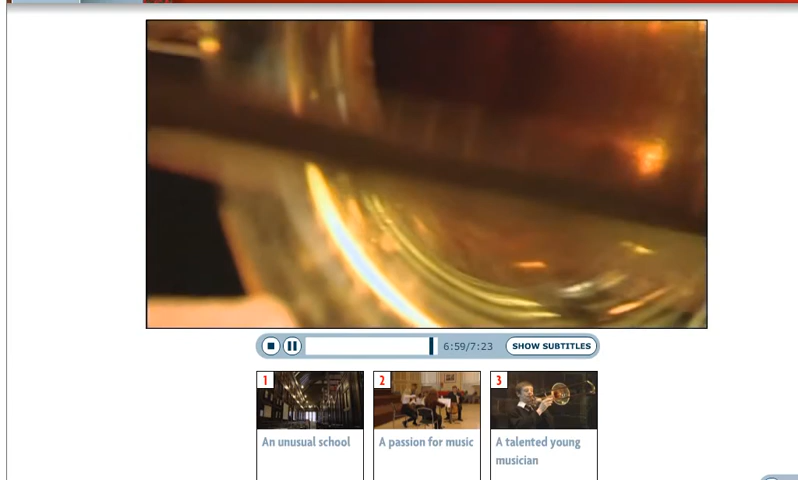 6:59/7:23
SHOW SUBTITLES
1
2
3
An unusual school
A passion for music
A talented young
musician